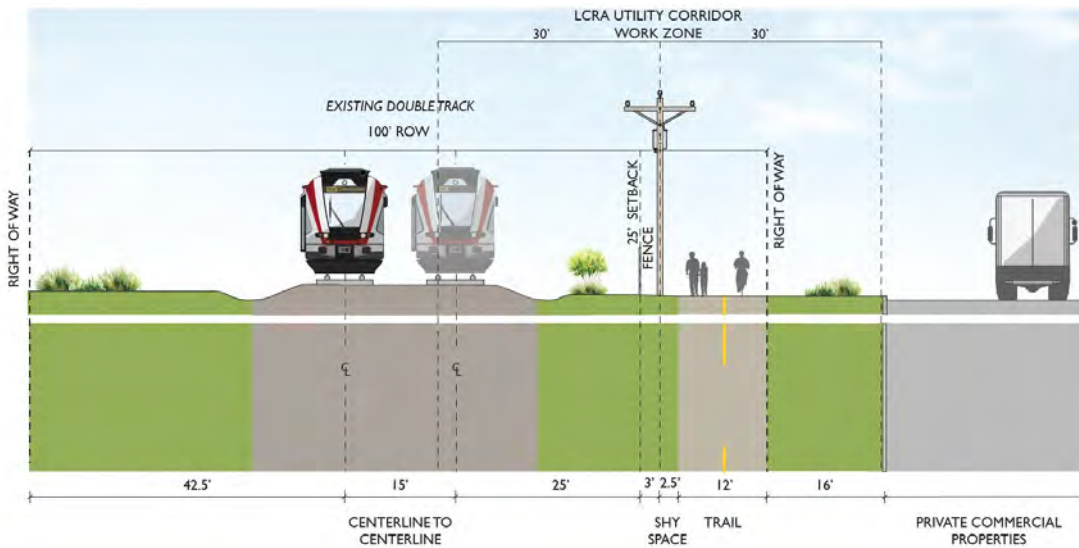 LCRA UTILITY CORRIDOR
WORK ZONE
30'
30'
EXISTING DOUBLE TRACK
100' ROW
RIGHT OF WAY
25' SETBACK
FENCE
RIGHT OF WAY
℄
℄
42.5'
15'
25'
3'
2.5'
12'
16'
CENTERLINE TO
CENTERLINE
SHY
SPACE
TRAIL
PRIVATE COMMERCIAL
PROPERTIES